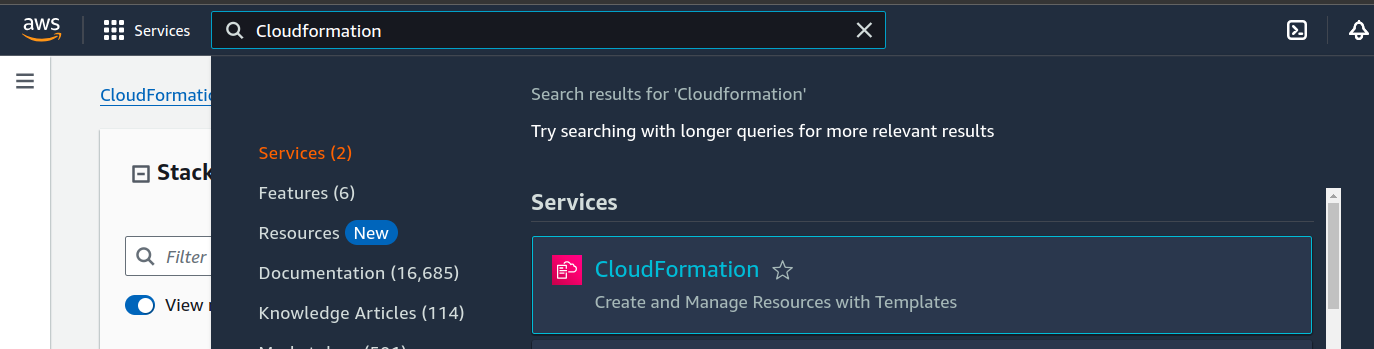 aws
Services
Cloudformation
CloudFormatio
Stack
Filter
View
Search results for 'Cloudformation'
Try searching with longer queries for more relevant results
Services (2)
Features (6)
Resources New
Documentation (16,685)
Knowledge Articles (114)
Services
CloudFormation
Create and Manage Resources with Templates